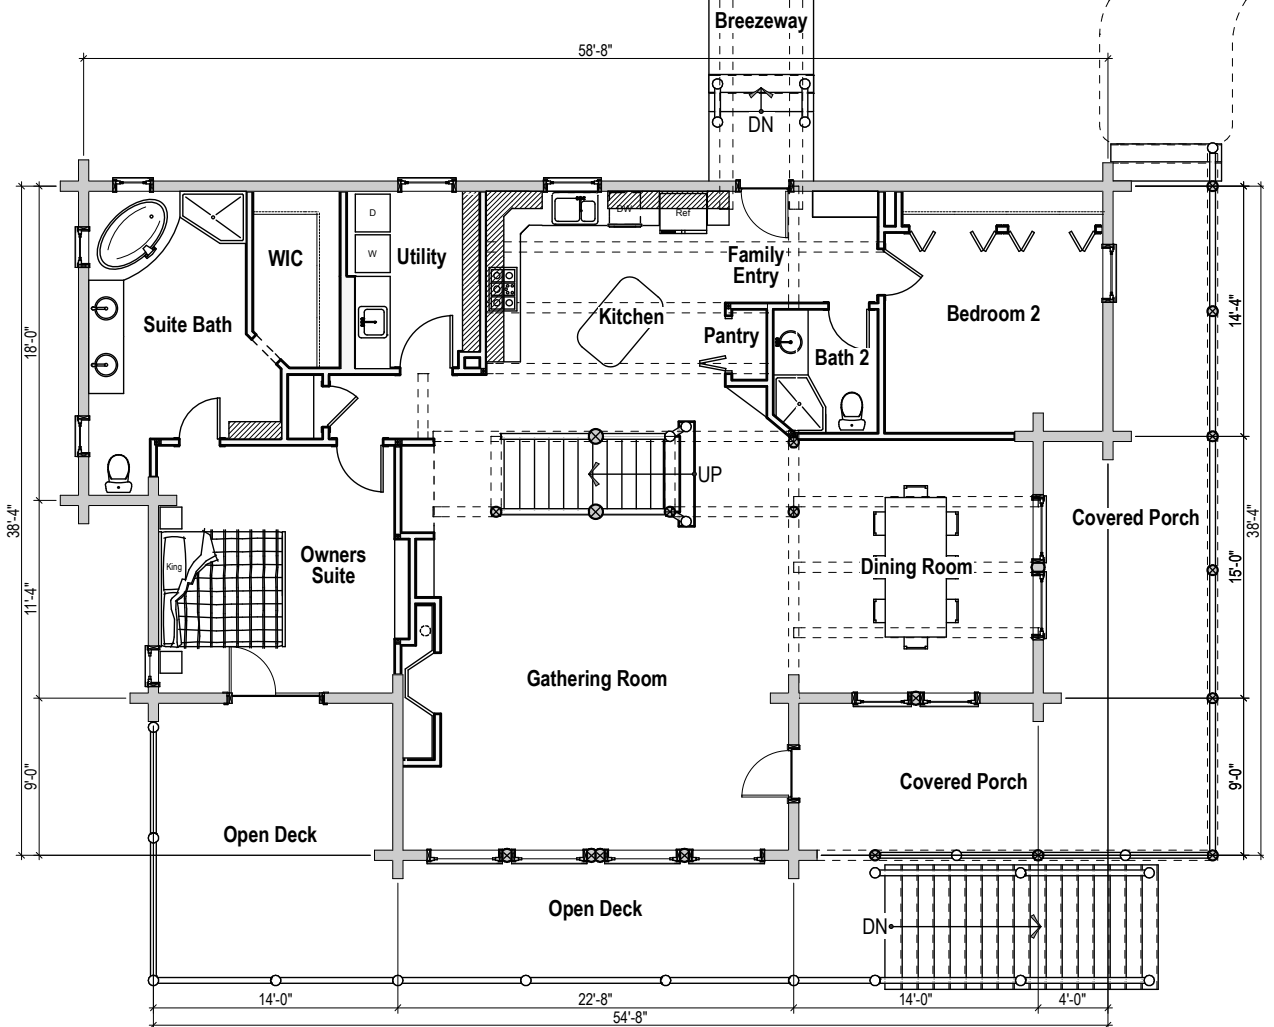 Breezeway
58'-8"
DN
D
DW
Ref
W
WIC
Utility
Family
Entry
Suite Bath
Kitchen
Pantry
Bath 2
Bedroom 2
14'-4"
18'-0"
UP
38'-4"
King
Owners
Suite
Dining Room
Covered Porch
38'-4"
15'-0"
11'-4"
Gathering Room
9'-0"
Covered Porch
9'-0"
Open Deck
Open Deck
DN
14'-0"
22'-8"
14'-0"
4'-0"
54'-8"